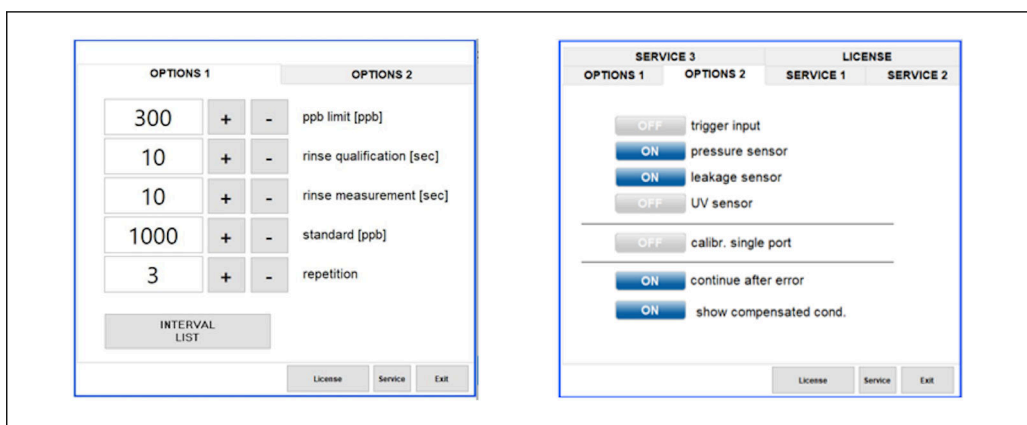 OPTIONS 1 OPTIONS 2
300 + - ppb limit [ppb]
10 + - rinse qualification [sec]
10 + - rinse measurement [sec]
1000 + - standard [ppb]
3 + - repetition
INTERVAL
LIST
License Service Exit
SERVICE 3 LICENSE
OPTIONS 1 OPTIONS 2 SERVICE 1 SERVICE 2
OFF trigger input
ON pressure sensor
ON leakage sensor
OFF UV sensor
OFF calibr. single port
ON continue after error
ON show compensated cond.
License Service Exit